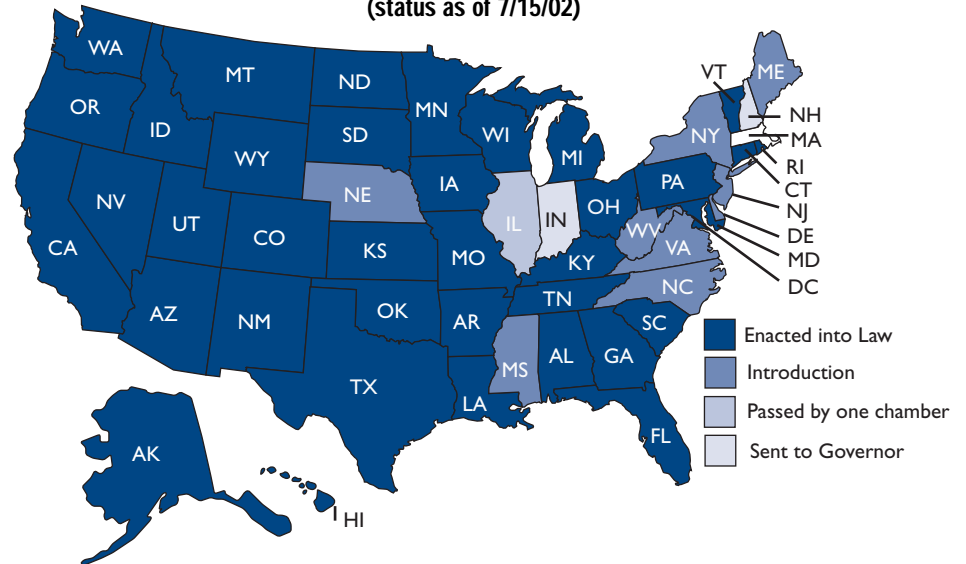 (status as of 7/15/02)
WA
MT
ND
MN
VT
ME
OR
ID
SD
WI
MI
NY
NH
MA
WY
NE
IA
PA
RI
CT
NV
UT
CO
IL
IN
OH
NJ
CA
KS
MO
WV
VA
DE
MD
DC
KY
NC
AZ
NM
OK
AR
TN
SC
TX
MS
AL
GA
LA
FL
AK
HI
Enacted into Law
Introduction
Passed by one chamber
Sent to Governor